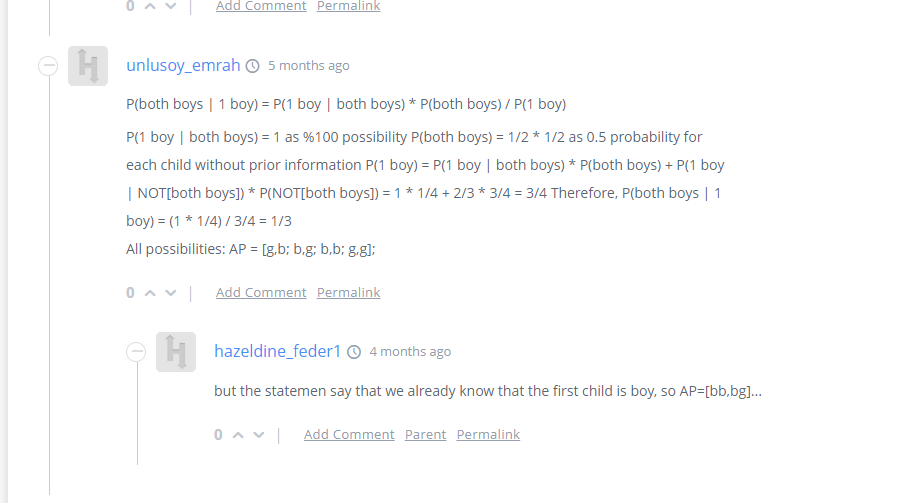 0 | Add Comment Permalink
unlusoy_emrah 5 months ago
P(both boys | 1 boy) = P(1 boy | both boys) * P(both boys) / P(1 boy)
P(1 boy | both boys) = 1 as %100 possibility P(both boys) = 1/2 * 1/2 as 0.5 probability for
each child without prior information P(1 boy) = P(1 boy | both boys) * P(both boys) + P(1 boy
| NOT[both boys]) * P(NOT[both boys]) = 1 * 1/4 + 2/3 * 3/4 = 3/4 Therefore, P(both boys | 1
boy) = (1 * 1/4) / 3/4 = 1/3
All possibilities: AP = [g,b; b,g; b,b; g,g];
0 | Add Comment Permalink
hazeldine_feder1 4 months ago
but the statemen say that we already know that the first child is boy, so AP=[bb,bg]...
0 | Add Comment Parent Permalink